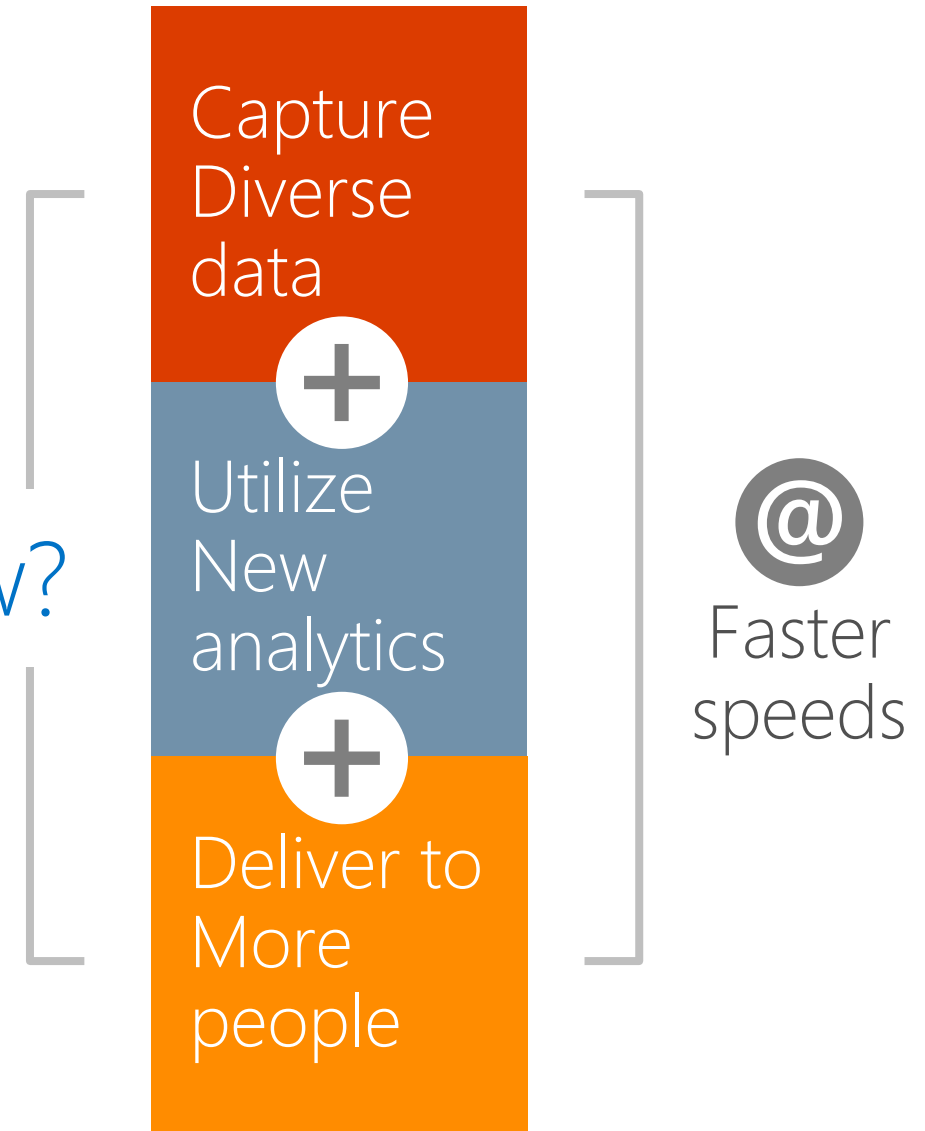 Capture
Diverse
data
+
Utilize
New
analytics
+
Deliver to
More
people
@
Faster
speeds